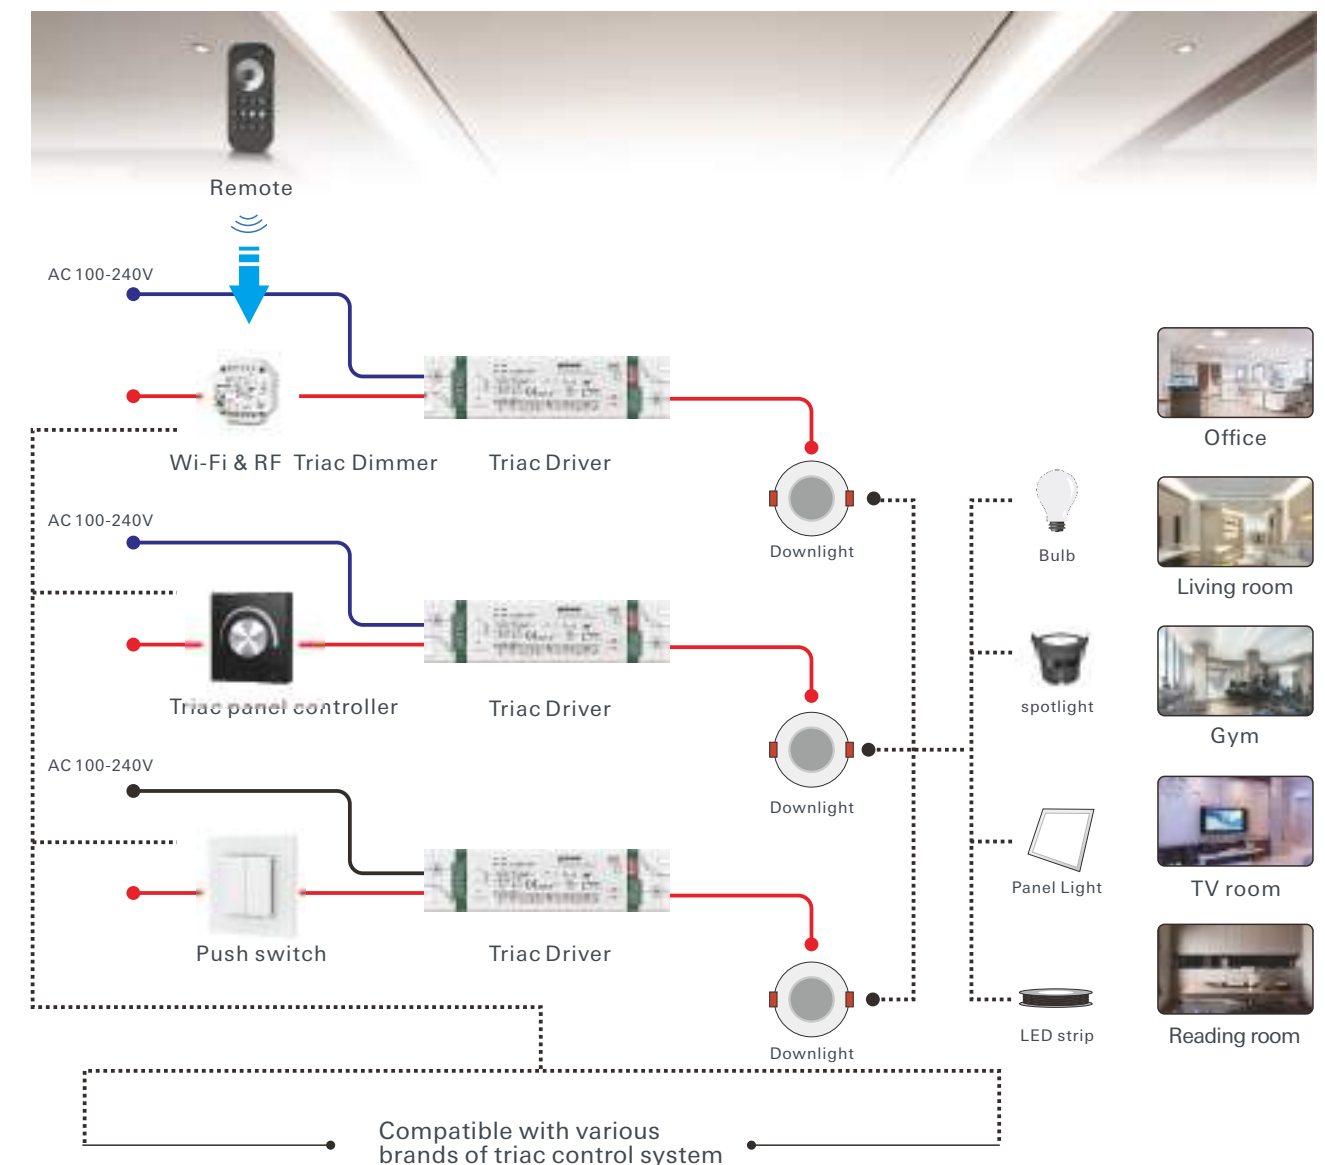 Remote
AC 100-240V
Wi-Fi & RF Triac Dimmer
Triac Driver
Office
AC 100-240V
Downlight
Bulb
Living room
Triac panel controller
Triac Driver
spotlight
Gym
AC 100-240V
Downlight
Panel Light
TV room
Push switch
Triac Driver
Downlight
LED strip
Reading room
Compatible with various
brands of triac control system